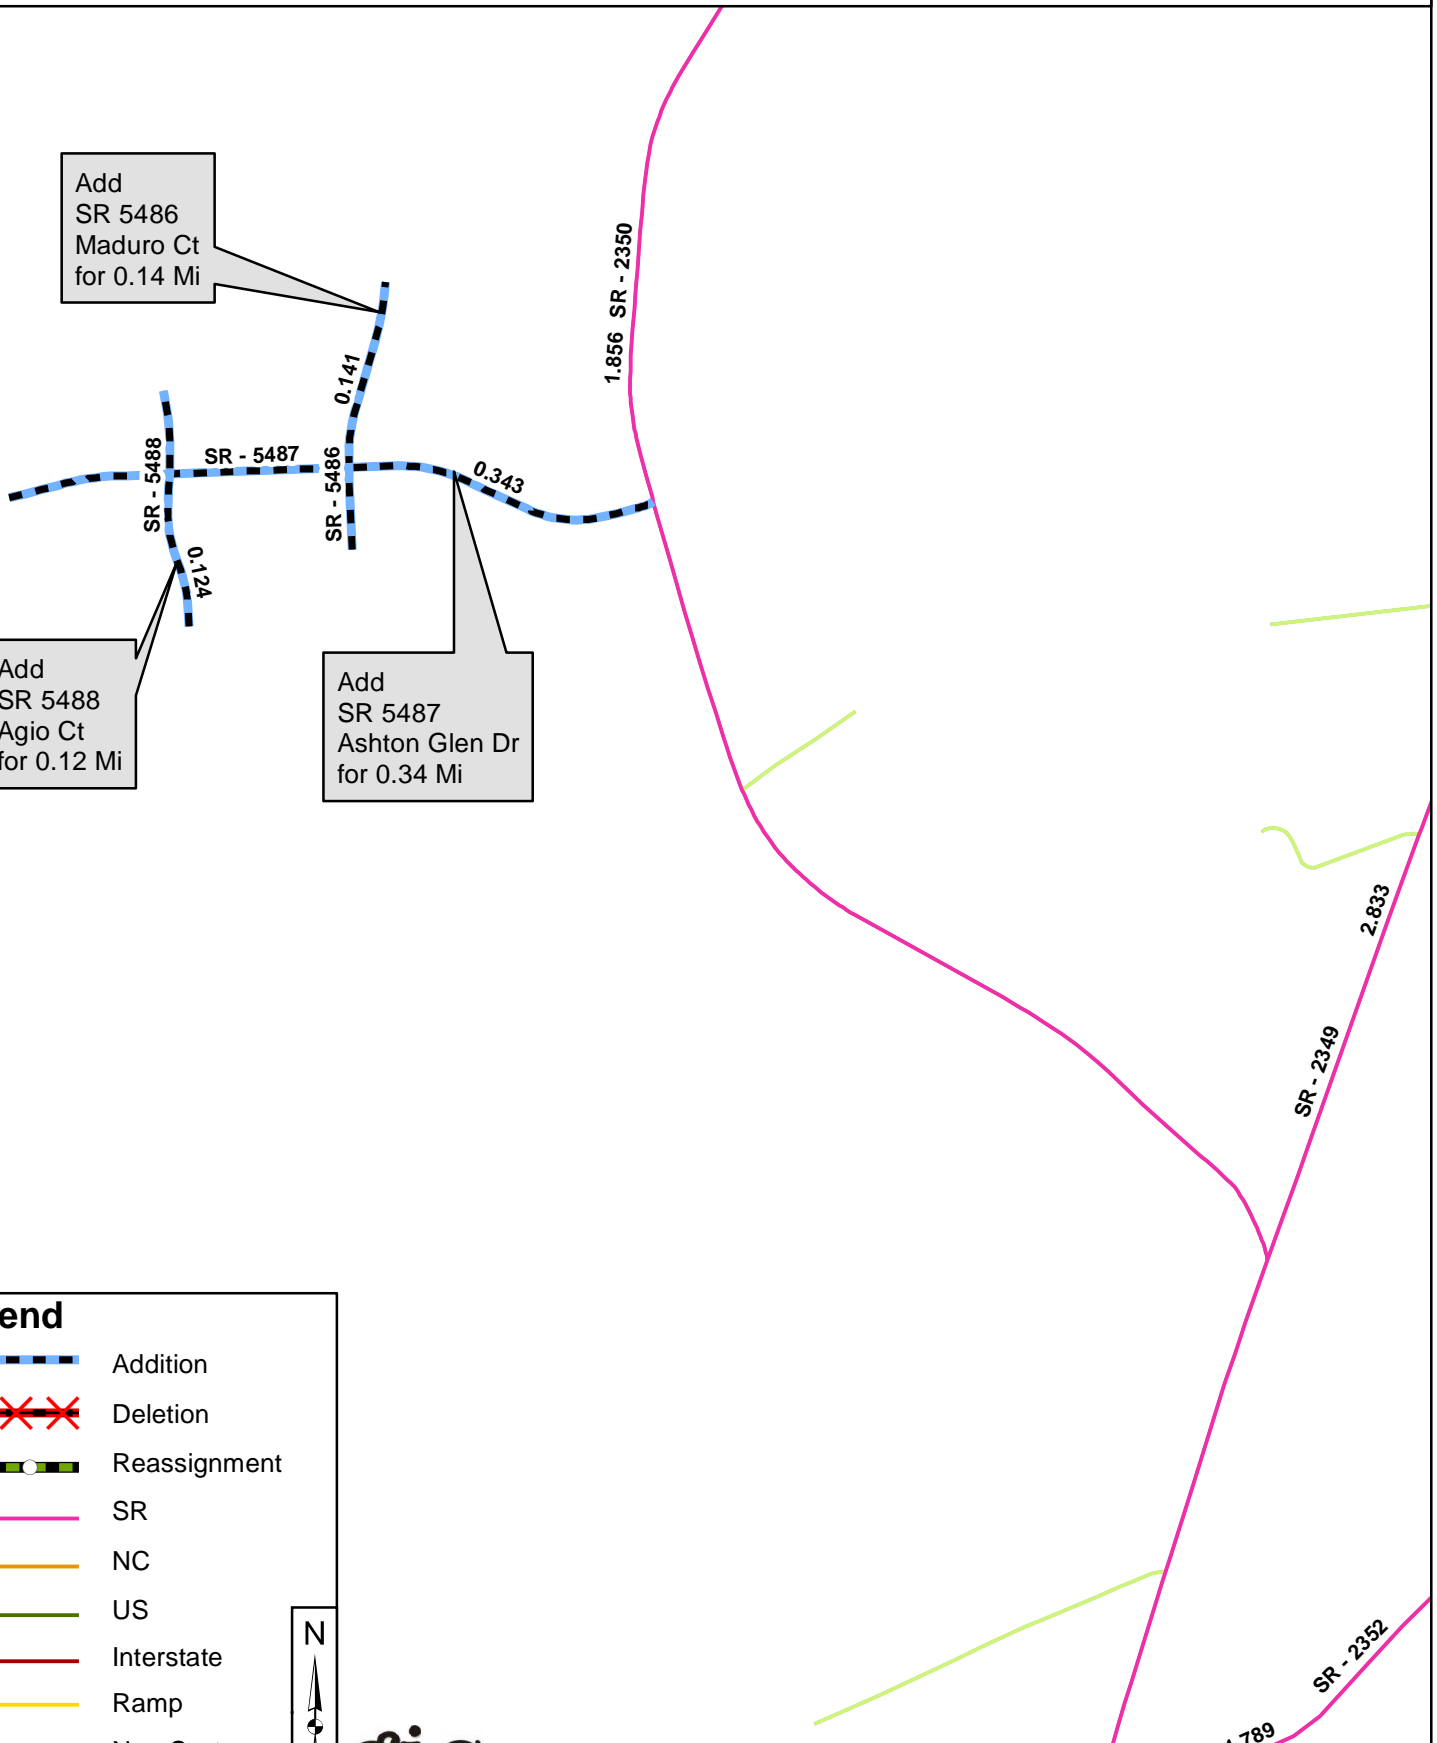 Add
SR 5486
Maduro Ct
for 0.14 Mi
1.856 SR - 2350
0.141
SR - 5488
SR - 5487
SR - 5486
0.343
0.124
Add
SR 5488
Agio Ct
for 0.12 Mi
Add
SR 5487
Ashton Glen Dr
for 0.34 Mi
2.833
SR - 2349
end
Addition
Deletion
Reassignment
SR
NC
US
Interstate
Ramp
N
SR - 2352
789